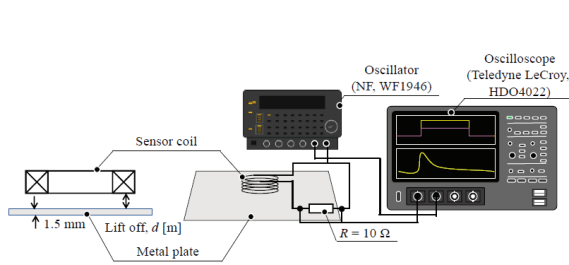 Oscillator
(NF, WF1946)
Oscilloscope
(Teledyne LeCroy,
HDO4022)
Sensor coil
1.5 mm
Lift off, d [m]
Metal plate
R = 10 Ω